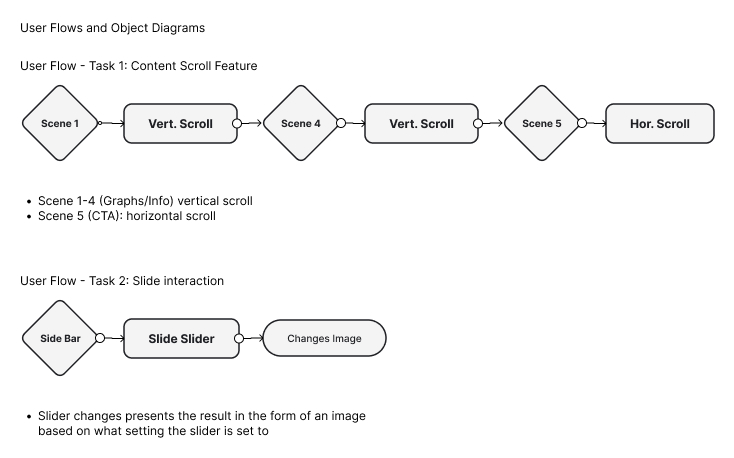 User Flows and Object Diagrams
User Flow - Task 1: Content Scroll Feature
Scene 1
Vert. Scroll
Scene 4
Vert. Scroll
Scene 5
Hor. Scroll
• Scene 1-4 (Graphs/Info) vertical scroll
• Scene 5 (CTA): horizontal scroll
User Flow - Task 2: Slide interaction
Side Bar
Slide Slider
Changes Image
• Slider changes presents the result in the form of an image
based on what setting the slider is set to